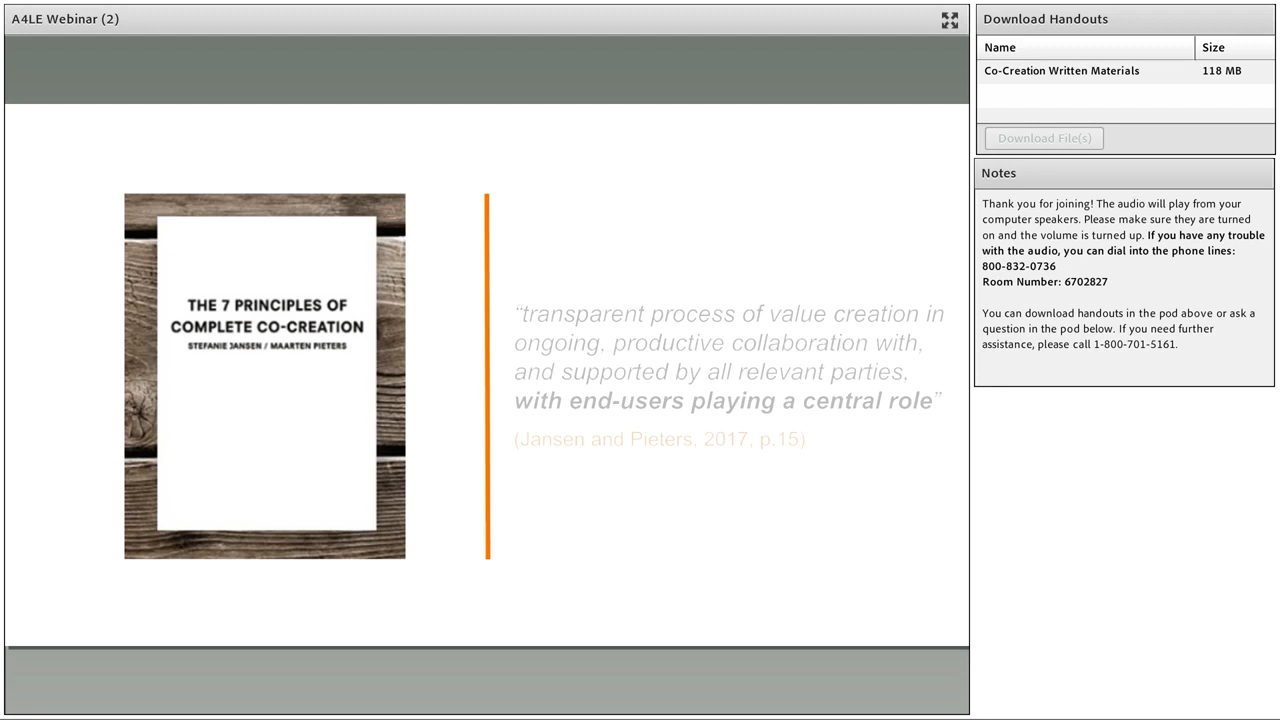 A4LE Webinar (2)
THE 7 PRINCIPLES OF
COMPLETE CO-CREATION
STEFANIE JANSEN / MAARTEN PIETERS
“transparent process of value creation in
ongoing, productive collaboration with,
and supported by all relevant parties,
with end-users playing a central role”
(Jansen and Pieters, 2017, p.15)
Download Handouts
Name Size
Co-Creation Written Materials 118 MB
Download File(s)
Notes
Thank you for joining! The audio will play from your
computer speakers. Please make sure they are turned
on and the volume is turned up. If you have any trouble
with the audio, you can dial into the phone lines:
800-832-0736
Room Number: 6702827
You can download handouts in the pod above or ask a
question in the pod below. If you need further
assistance, please call 1-800-701-5161.